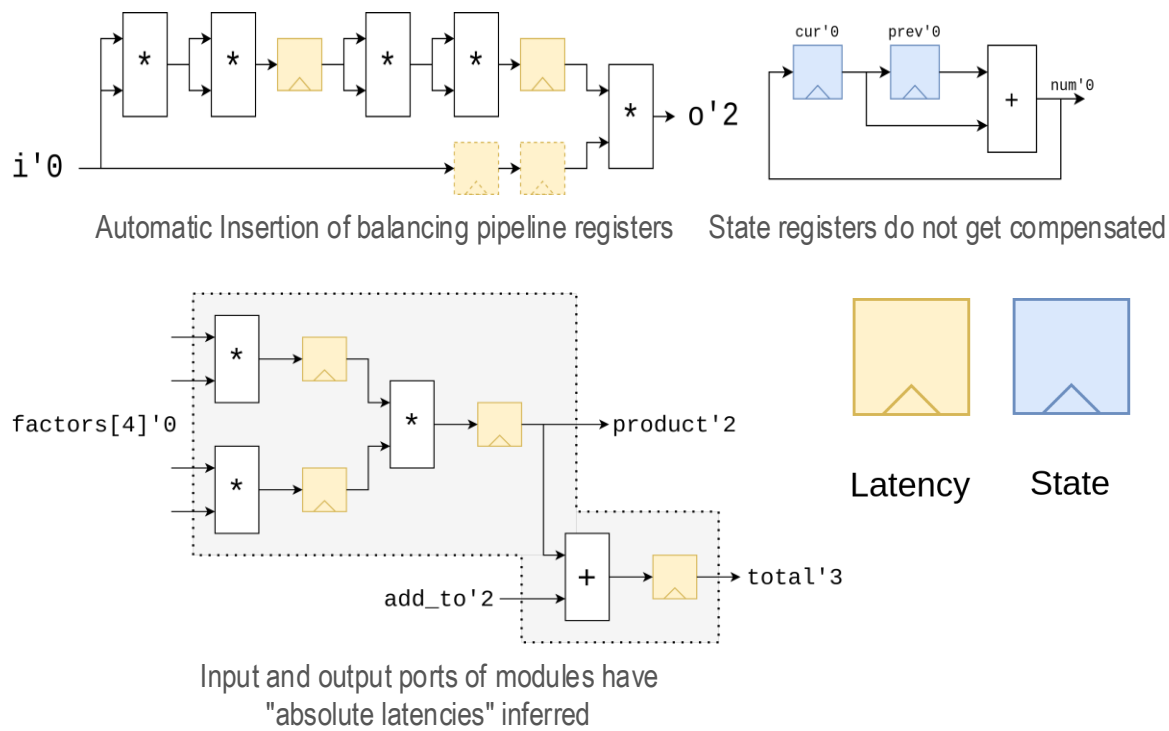 * * * * * o'2
i'0
Automatic Insertion of balancing pipeline registers
cur'0 prev'0
+ num'0
State registers do not get compensated
* * * +
factors[4]'0
product'2
add_to'2
total'3
Input and output ports of modules have
"absolute latencies" inferred
Latency State